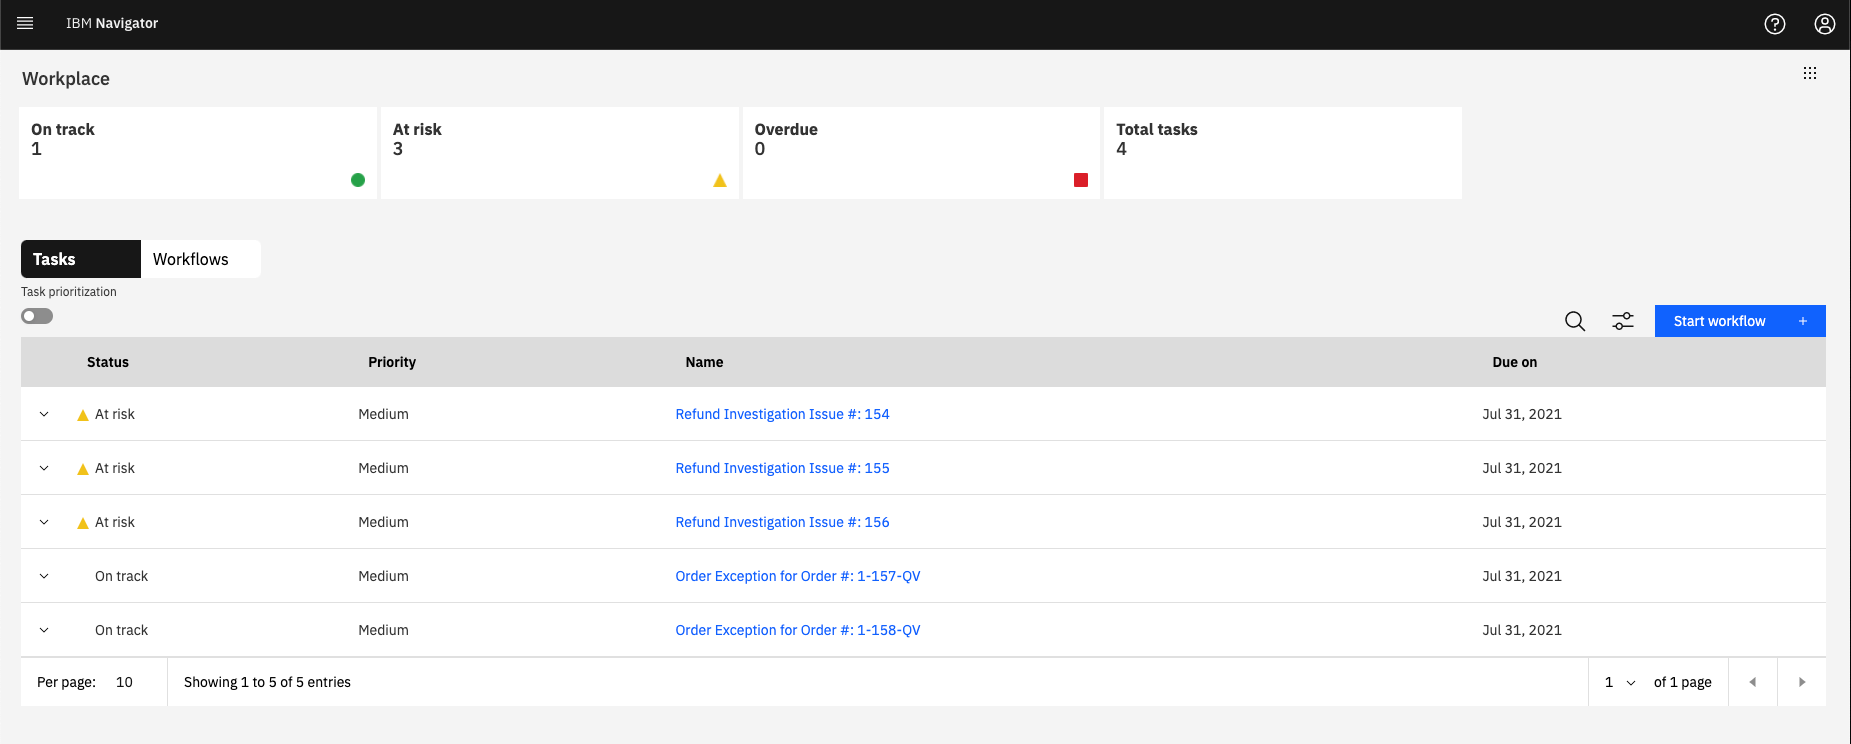 IBM Navigator
Workplace
On track
1
At risk
3
Overdue
0
Total tasks
4
Tasks Workflows
Task prioritization
Start workflow +
Status Priority Name Due on
At risk Medium Refund Investigation Issue #: 154 Jul 31, 2021
At risk Medium Refund Investigation Issue #: 155 Jul 31, 2021
At risk Medium Refund Investigation Issue #: 156 Jul 31, 2021
On track Medium Order Exception for Order #: 1-157-QV Jul 31, 2021
On track Medium Order Exception for Order #: 1-158-QV Jul 31, 2021
Per page: 10 Showing 1 to 5 of 5 entries 1 of 1 page